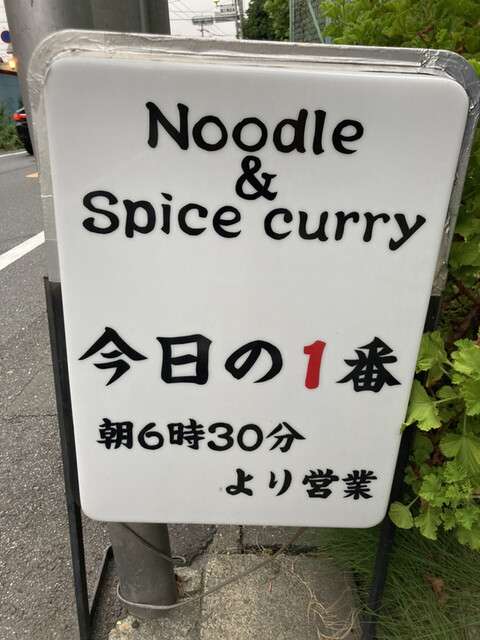 Noodle
&
Spice curry
今日の1番
朝6時30分
より営業